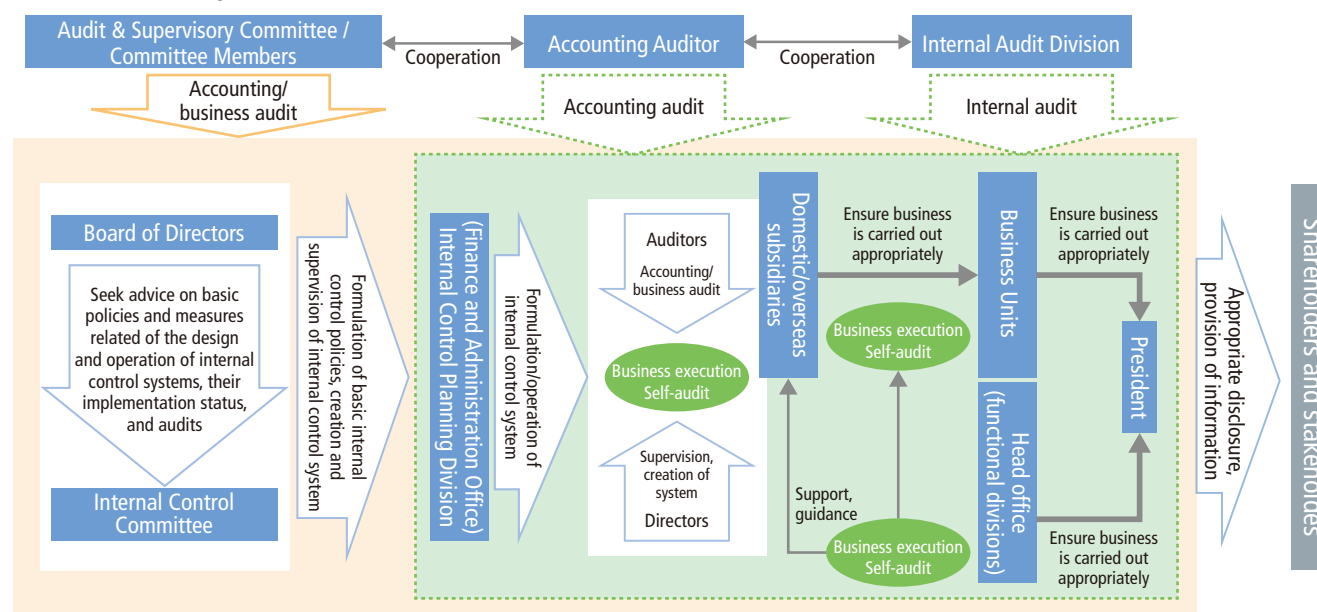 Audit & Supervisory Committee /
Committee Members
Cooperation
Accounting Auditor
Cooperation
Internal Audit Division
Accounting/
business audit
Accounting audit
Internal audit
Board of Directors
Seek advice on basic
policies and measures
related of the design
and operation of internal
control systems, their
implementation status,
and audits
Internal Control
Committee
Formulation of basic internal
control policies, creation and
supervision of internal control system
Internal Control Planning Division
(Finance and Administration Office)
Formulation/operation of
internal control system
Auditors
Accounting/
business audit
Business execution
Self-audit
Supervision,
creation of
system
Directors
Domestic/overseas
subsidiaries
Ensure business
is carried out
appropriately
Business execution
Self-audit
Support,
guidance
Business execution
Self-audit
Business Units
Head office
(functional divisions)
Ensure business
is carried out
appropriately
President
Ensure business
is carried out
appropriately
Appropriate disclosure,
provision of information
Shareholders and stakeholdes